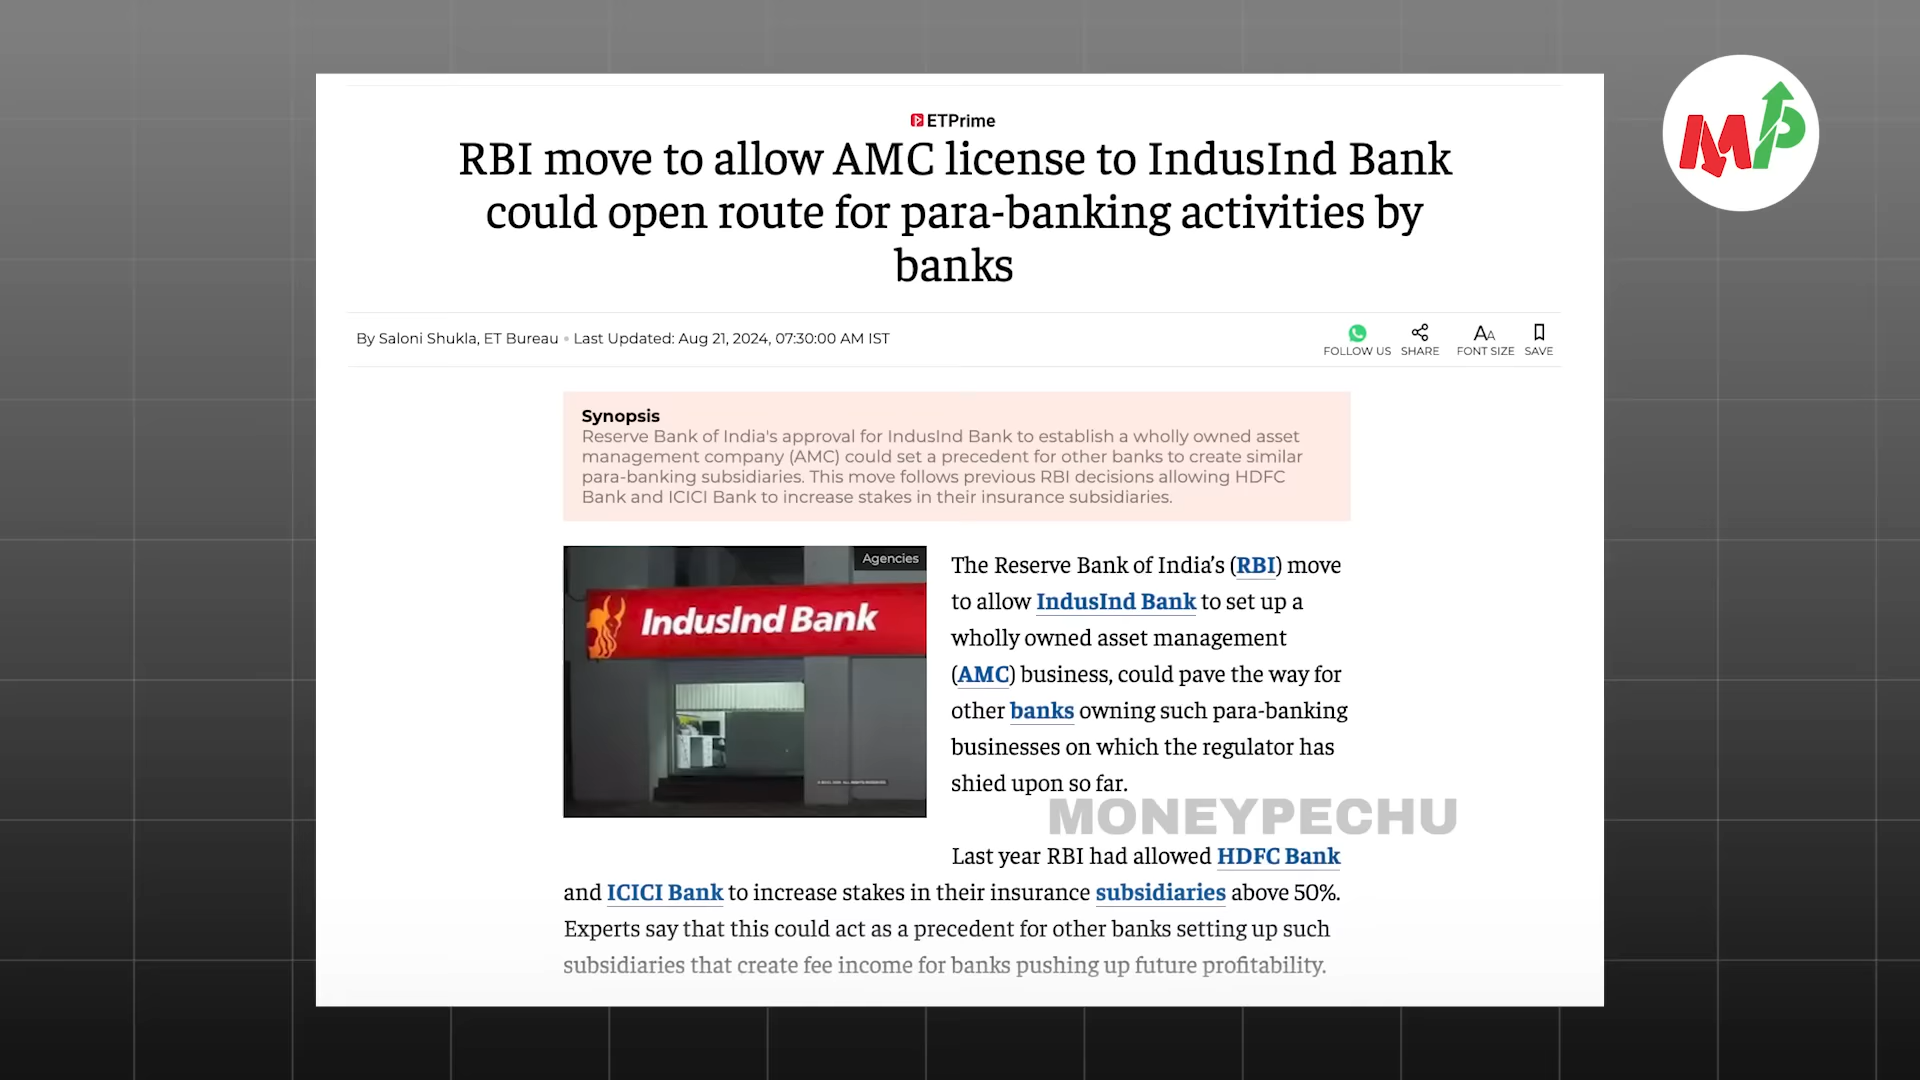 MP
ETPrime
RBI move to allow AMC license to IndusInd Bank
could open route for para-banking activities by
banks
By Saloni Shukla, ET Bureau • Last Updated: Aug 21, 2024, 07:30:00 AM IST
FOLLOW US SHARE FONT SIZE SAVE
Synopsis
Reserve Bank of India's approval for IndusInd Bank to establish a wholly owned asset
management company (AMC) could set a precedent for other banks to create similar
para-banking subsidiaries. This move follows previous RBI decisions allowing HDFC
Bank and ICICI Bank to increase stakes in their insurance subsidiaries.
Agencies
IndusInd Bank
The Reserve Bank of India’s (RBI) move
to allow IndusInd Bank to set up a
wholly owned asset management
(AMC) business, could pave the way for
other banks owning such para-banking
businesses on which the regulator has
shied upon so far.
MONEYPECHU
Last year RBI had allowed HDFC Bank
and ICICI Bank to increase stakes in their insurance subsidiaries above 50%.
Experts say that this could act as a precedent for other banks setting up such
subsidiaries that create fee income for banks pushing up future profitability.